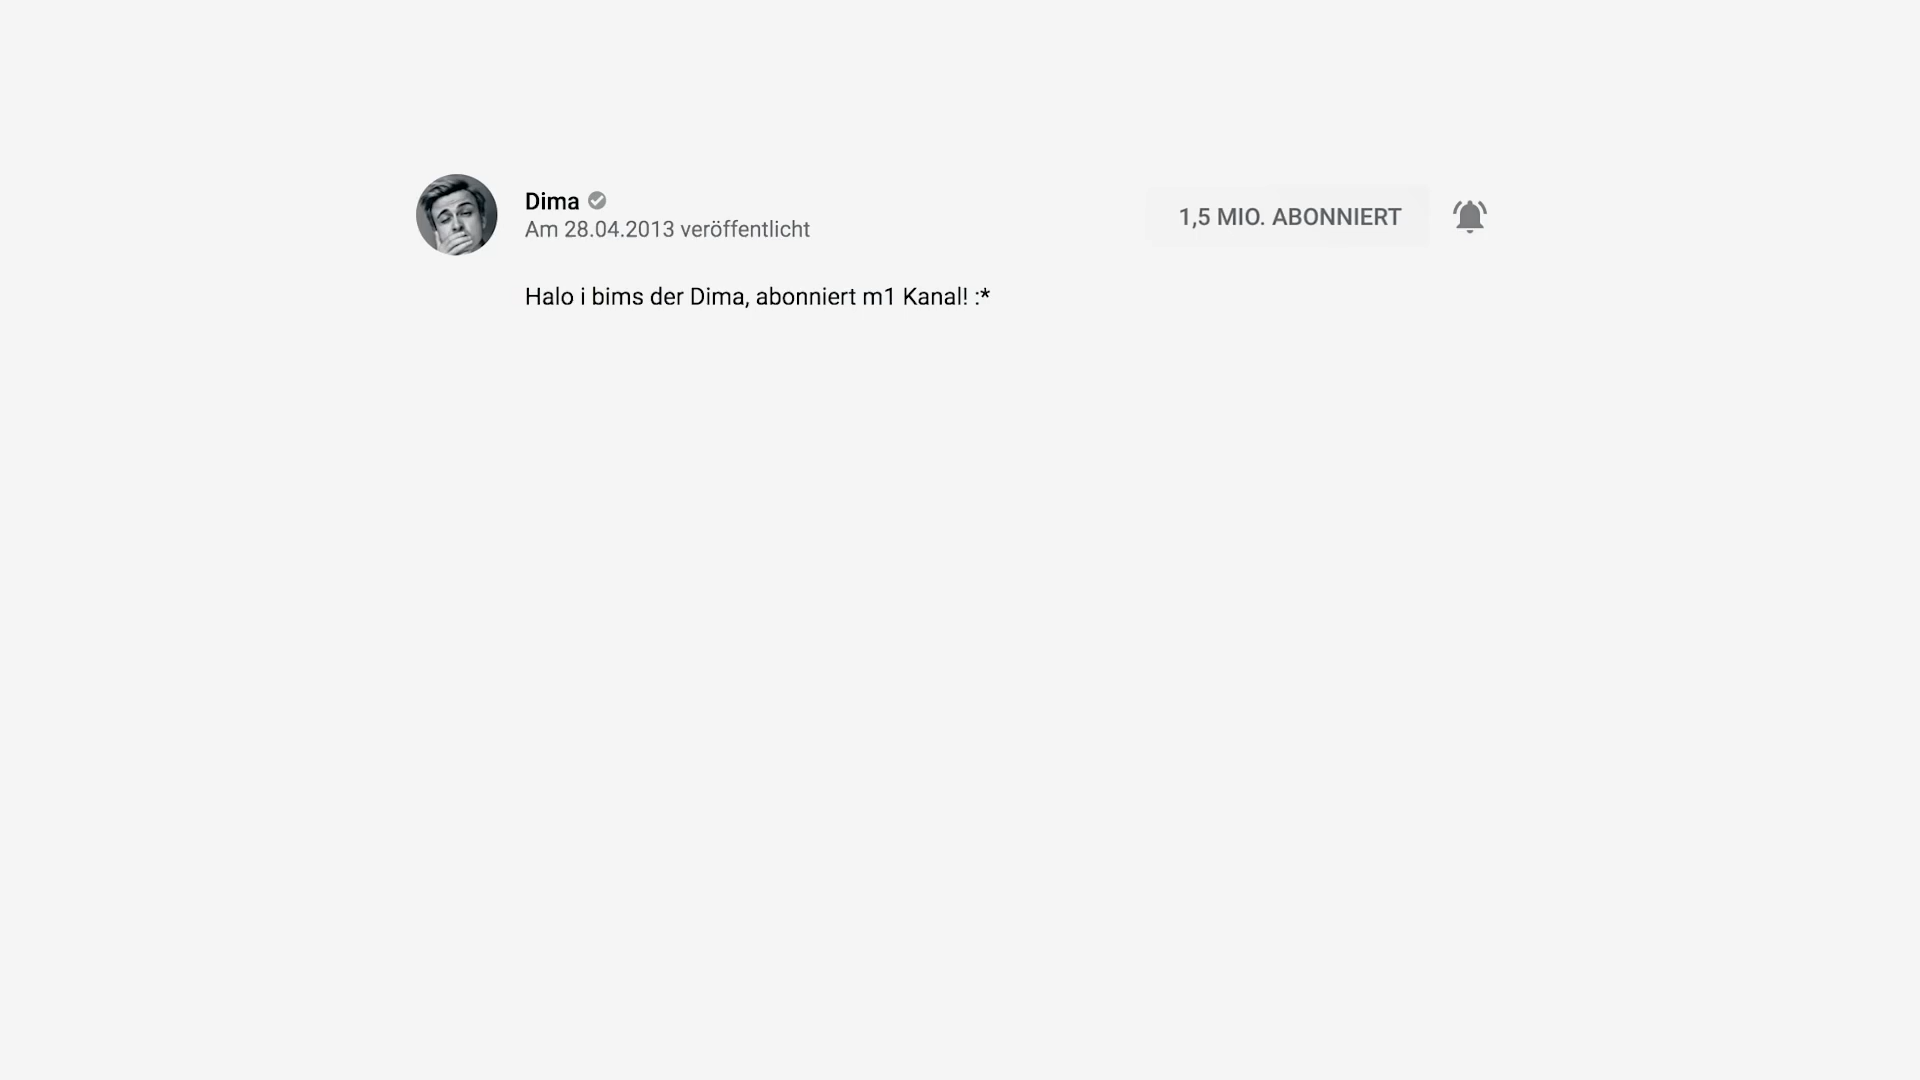 Dima
Am 28.04.2013 veröffentlicht
1,5 MIO. ABONNIERT
Halo i bims der Dima, abonniert m1 Kanal! :*